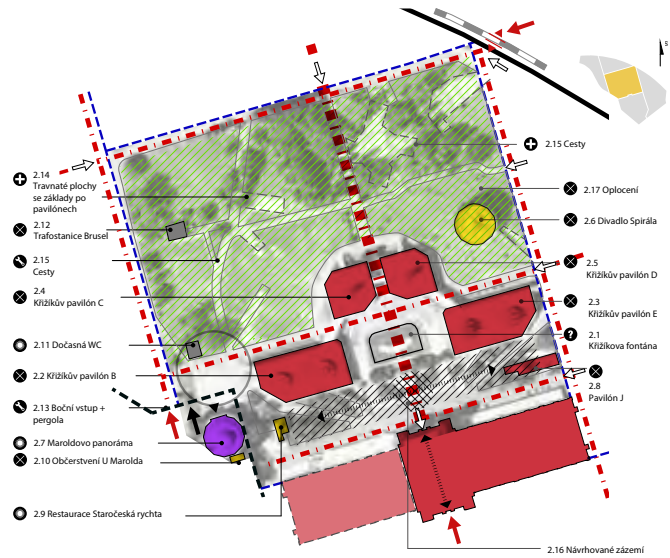 s
2.14
Travnaté plochy
se základy po
pavilónech
2.12
Trafostanice Brusel
2.15
Cesty
2.4
Křižíkův pavilón C
2.11 Dočasná WC
2.2 Křižíkův pavilón B
2.13 Boční vstup +
pergola
2.7 Maroldovo panoráma
2.10 Občerstvení U Marolda
2.9 Restaurace Staročeská rychta
2.15 Cesty
2.17 Oplocení
2.6 Divadlo Spirála
2.5
Křižíkův pavilón D
2.3
Křižíkův pavilón E
?
2.1
Křižíkova fontána
2.8
Pavilón J
2.16 Návrhované zázemí